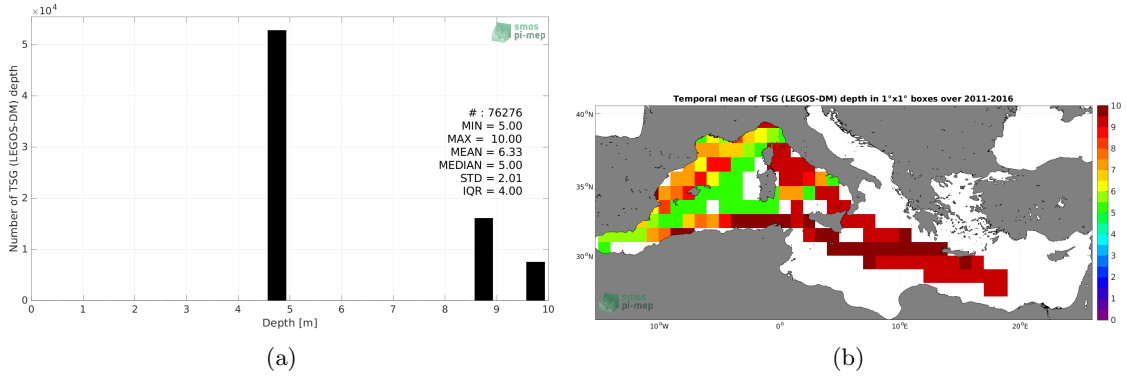 ×10⁴
smos
pi-mep
5
4
3
2
1
0
Number of TSG (LEGOS-DM) depth
# : 76276
MIN = 5.00
MAX = 10.00
MEAN = 6.33
MEDIAN = 5.00
STD = 2.01
IQR = 4.00
0 1 2 3 4 5 6 7 8 9 10
Depth [m]
(a)
Temporal mean of TSG (LEGOS-DM) depth in 1°x1° boxes over 2011-2016
40°N
35°N
30°N
smos
pi-mep
10°W
0°
10°E
20°E
10
9
8
7
6
5
4
3
2
1
0
(b)